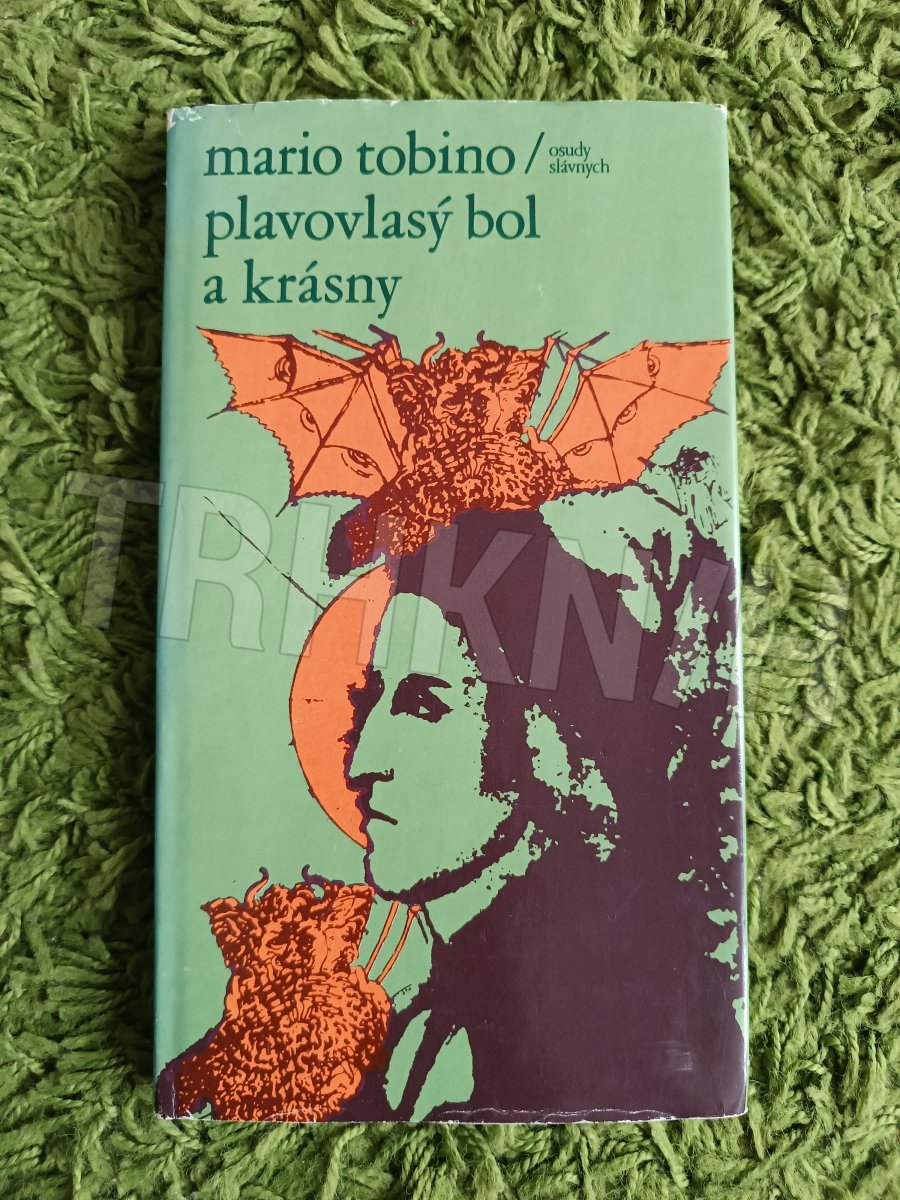 mario tobino / osudy slávnych
plavovlasý bol
a krásny
TRHKNIH